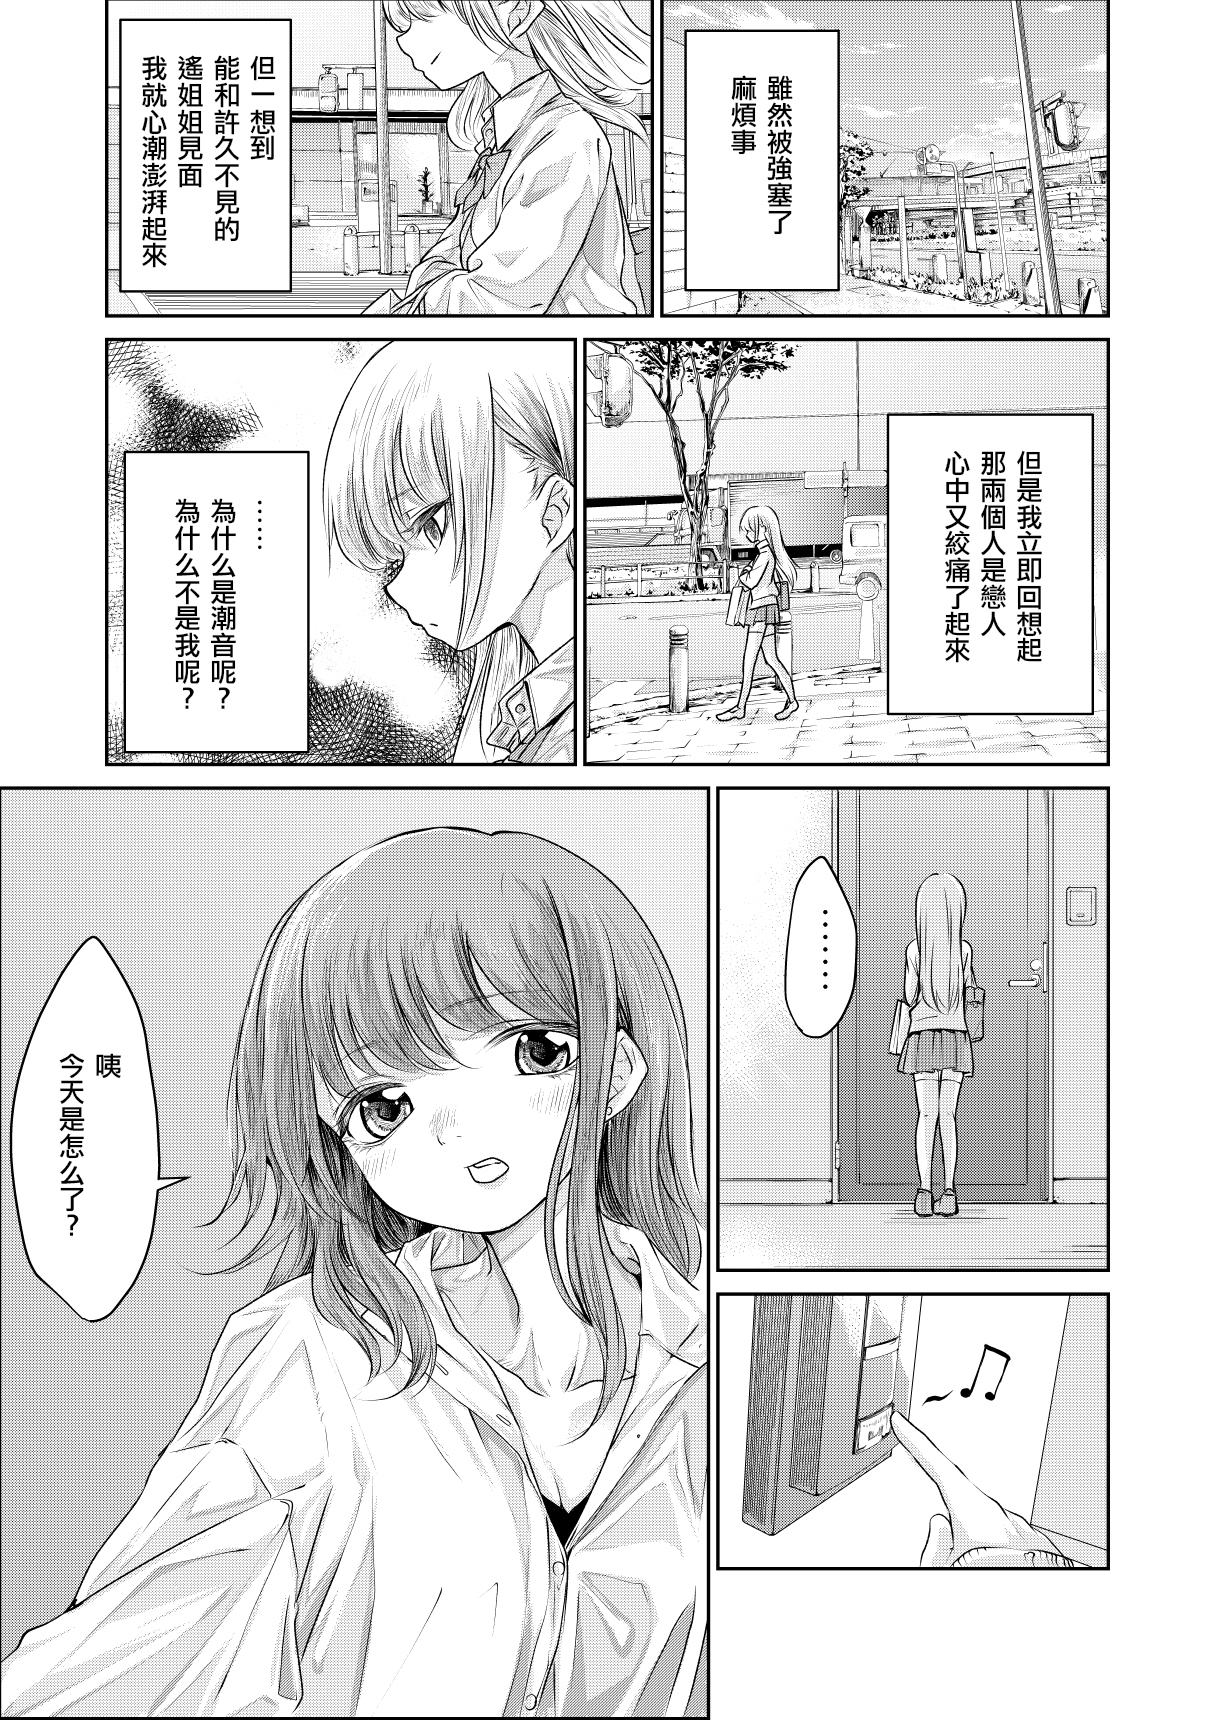 雖然被強塞了
麻煩事
但一想到
能和許久不見的
遙姐姐見面
我就心潮澎湃起來
但是我立即回想起
那兩個人是戀人
心中又絞痛了起來
……
為什么是潮音呢？
為什么不是我呢？
………
咦
今天是怎么了？